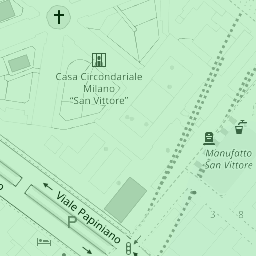 Casa Circondariale
Milano
"San Vittore"
Manufatto
San Vittore
Viale Papiniano
P
3
8